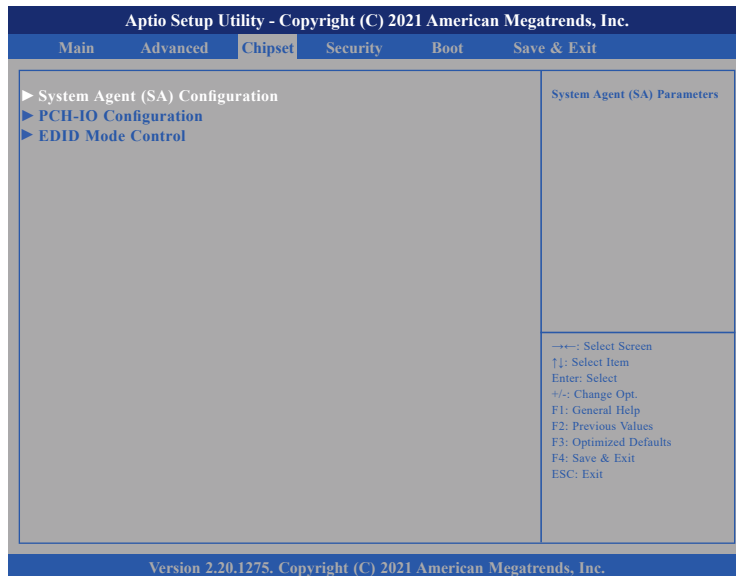 Aptio Setup Utility - Copyright (C) 2021 American Megatrends, Inc.
Main Advanced Chipset Security Boot Save & Exit
► System Agent (SA) Configuration
► PCH-IO Configuration
► EDID Mode Control
System Agent (SA) Parameters
→←: Select Screen
↑↓: Select Item
Enter: Select
+/-: Change Opt.
F1: General Help
F2: Previous Values
F3: Optimized Defaults
F4: Save & Exit
ESC: Exit
Version 2.20.1275. Copyright (C) 2021 American Megatrends, Inc.